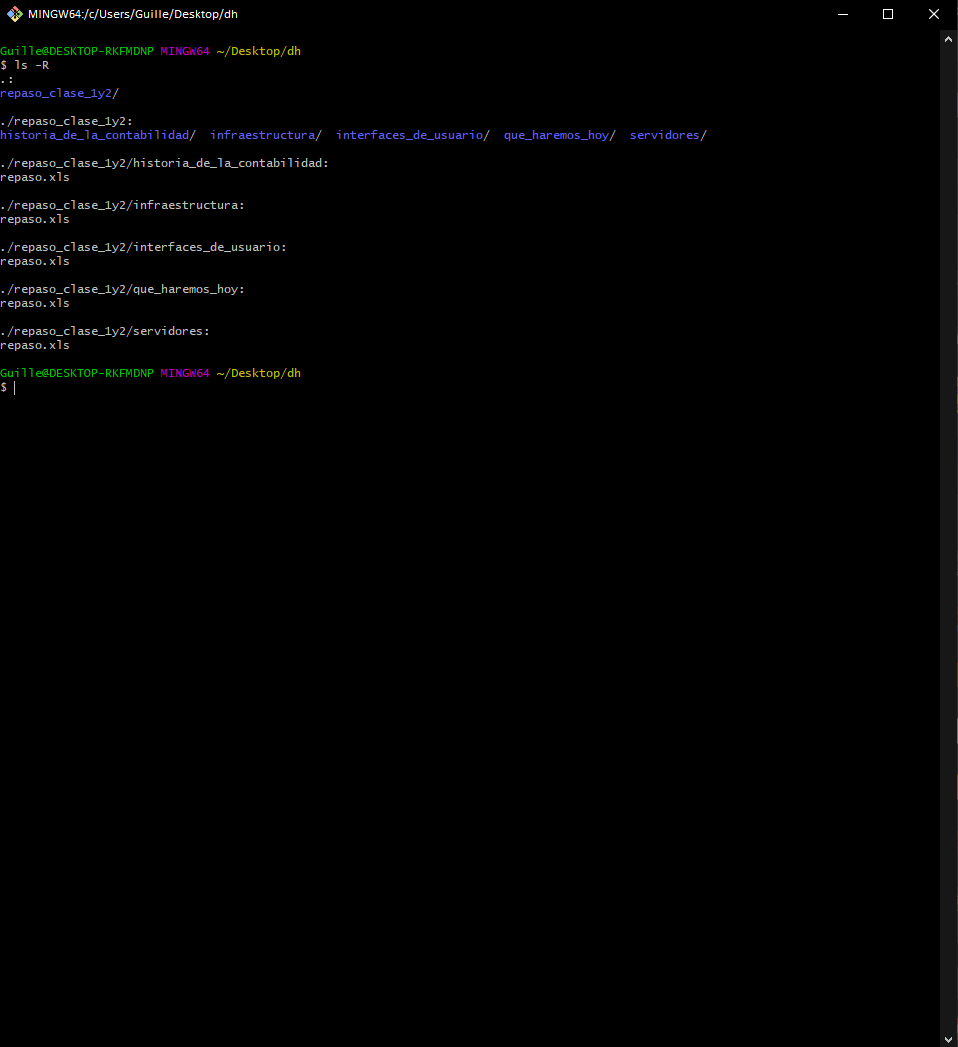 MINGW64:/c/Users/Guille/Desktop/dh
Guille@DESKTOP-RKFMDNP MINGW64 ~/Desktop/dh
$ ls -R
.:
repaso_clase_1y2/
./repaso_clase_1y2:
historia_de_la_contabilidad/  infraestructura/  interfaces_de_usuario/  que_haremos_hoy/  servidores/
./repaso_clase_1y2/historia_de_la_contabilidad:
repaso.xls
./repaso_clase_1y2/infraestructura:
repaso.xls
./repaso_clase_1y2/interfaces_de_usuario:
repaso.xls
./repaso_clase_1y2/que_haremos_hoy:
repaso.xls
./repaso_clase_1y2/servidores:
repaso.xls
Guille@DESKTOP-RKFMDNP MINGW64 ~/Desktop/dh
$